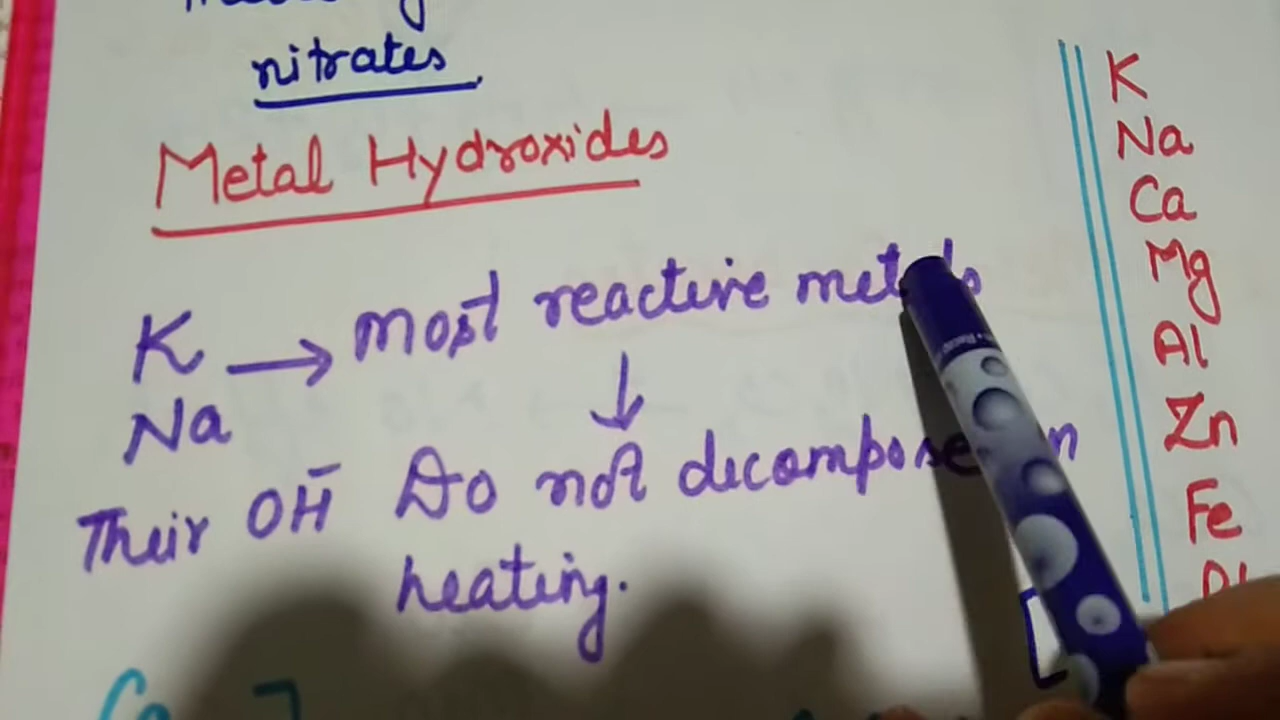 nitrates
Metal Hydroxides
K → Most reactive metals
Na
↓
Their OH⁻ Do not decompose on
heating.
K
Na
Ca
Mg
Al
Zn
Fe